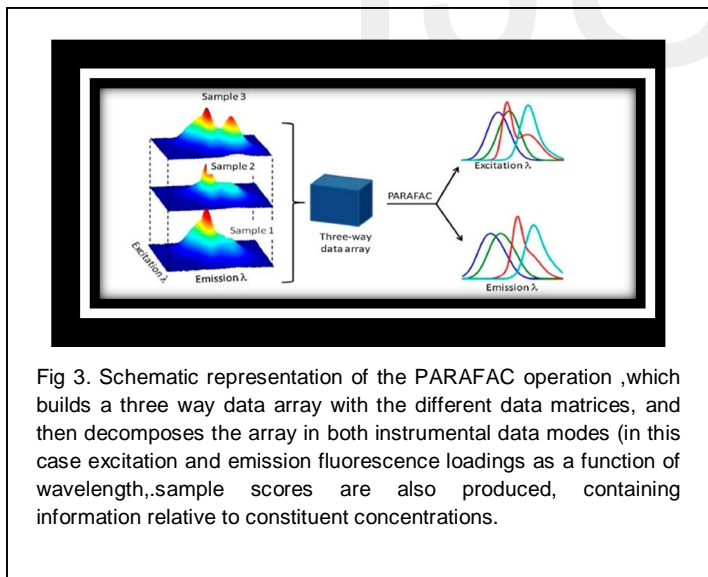 Sample 3
Sample 2
Sample 1
Excitation λ
Emission λ
Three-way
data array
PARAFAC
Excitation λ
Emission λ
Fig 3. Schematic representation of the PARAFAC operation ,which
builds a three way data array with the different data matrices, and
then decomposes the array in both instrumental data modes (in this
case excitation and emission fluorescence loadings as a function of
wavelength,.sample scores are also produced, containing
information relative to constituent concentrations.